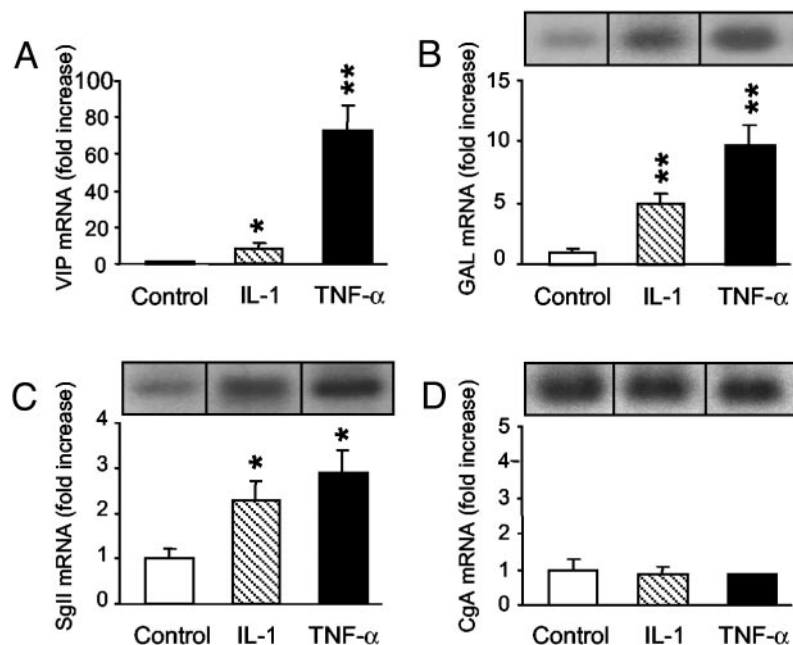 A
VIP mRNA (fold increase)
100
80
60
40
20
0
*
**
Control IL-1 TNF-α
B
GAL mRNA (fold increase)
15
10
5
0
**
**
Control IL-1 TNF-α
C
SgII mRNA (fold increase)
4
3
2
1
0
*
*
Control IL-1 TNF-α
D
CgA mRNA (fold increase)
5
4
3
2
1
0
Control IL-1 TNF-α